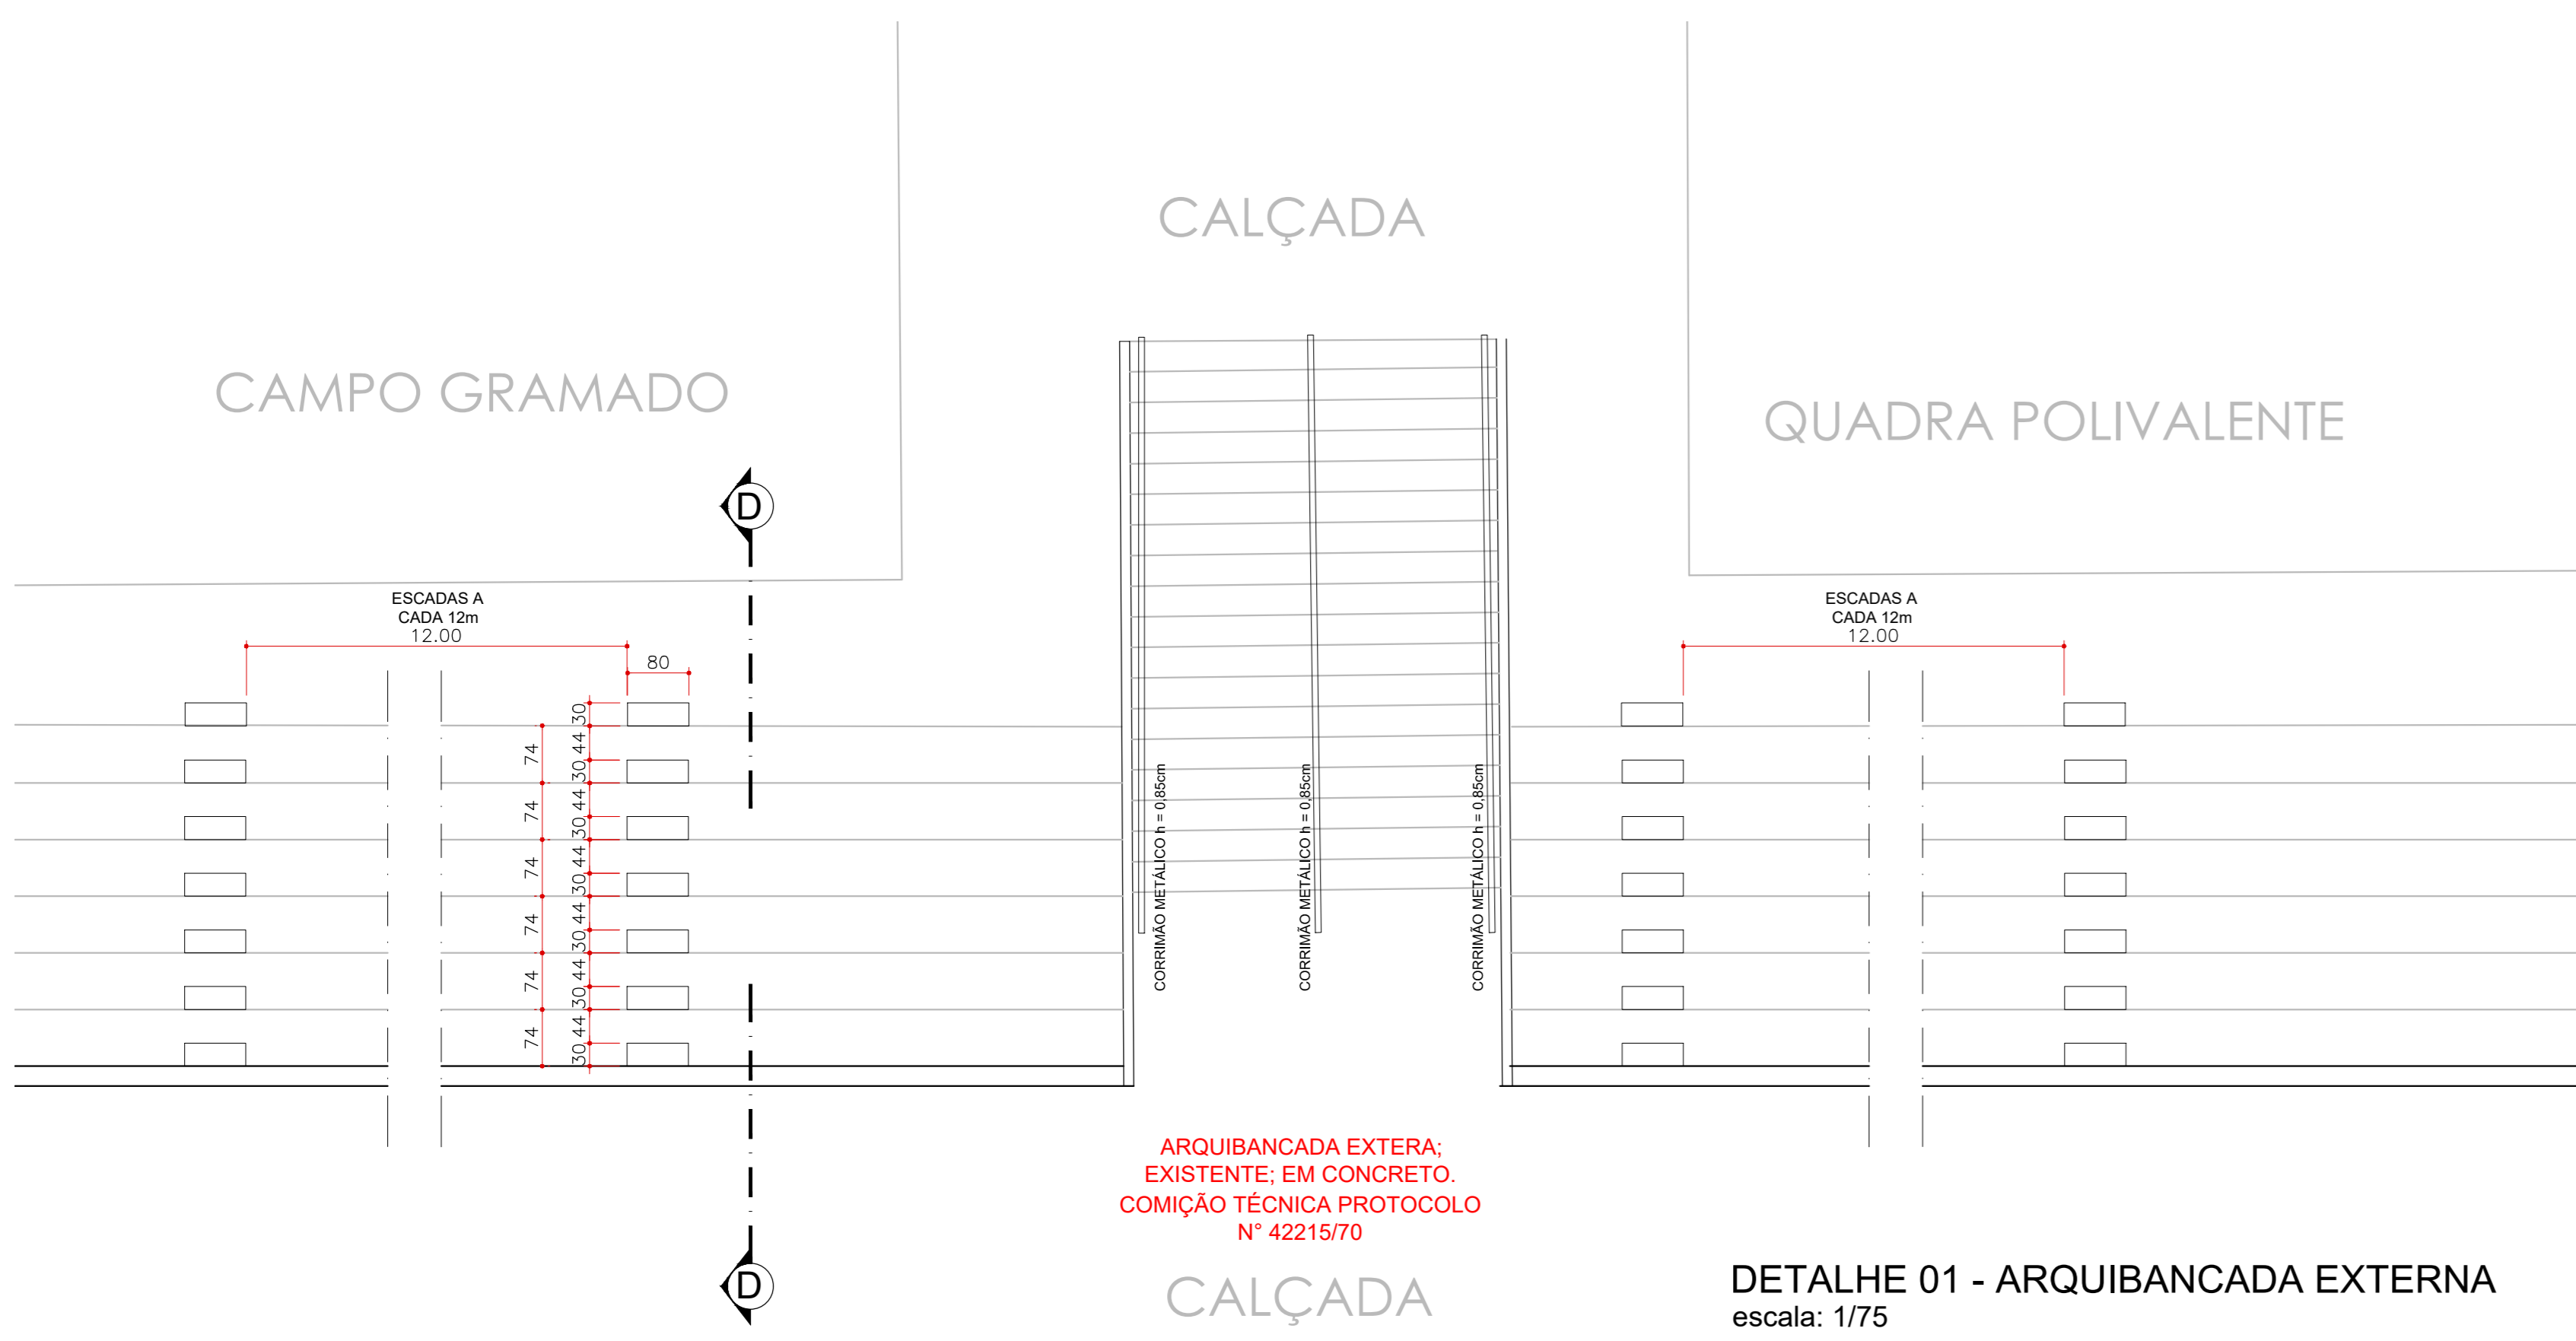 CALÇADA
CAMPO GRAMADO
QUADRA POLIVALENTE
D
ESCADAS A
CADA 12m
12.00
80
ESCADAS A
CADA 12m
12.00
30
44
30
44
30
44
30
44
30
44
30
44
30
74
74
74
74
74
74
CORRIMÃO METÁLICO h = 0,85cm
CORRIMÃO METÁLICO h = 0,85cm
CORRIMÃO METÁLICO h = 0,85cm
ARQUIBANCADA EXTERA;
EXISTENTE; EM CONCRETO.
COMIÇÃO TÉCNICA PROTOCOLO
N° 42215/70
D
CALÇADA
DETALHE 01 - ARQUIBANCADA EXTERNA
escala: 1/75